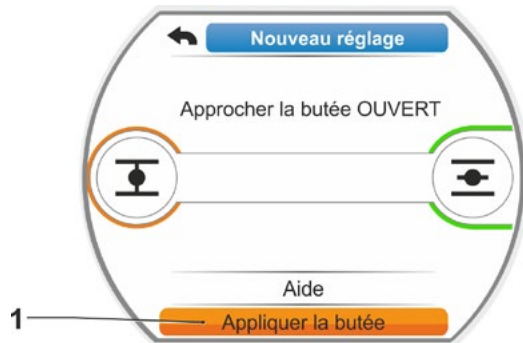 Nouveau réglage
Approcher la butée OUVERT
Aide
1
Appliquer la butée